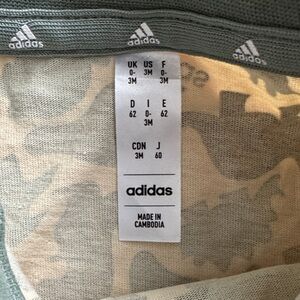 adidas
adidas
adidas
UK US F
0- 3M 0-
3M 3M
D I E
62 0- 62
3M
CDN J
3M 60
adidas
MADE IN
CAMBODIA